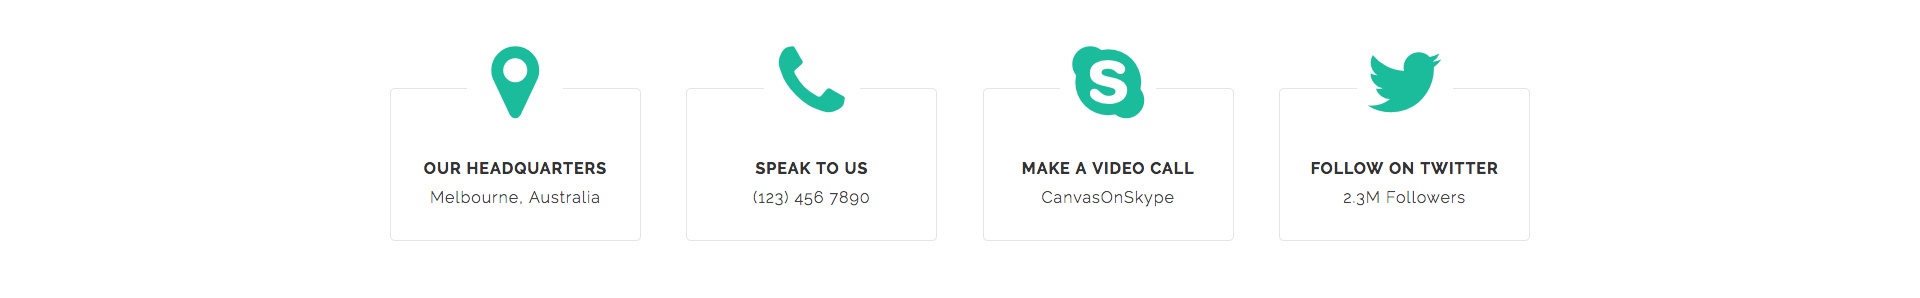 OUR HEADQUARTERS
Melbourne, Australia
SPEAK TO US
(123) 456 7890
MAKE A VIDEO CALL
CanvasOnSkype
FOLLOW ON TWITTER
2.3M Followers